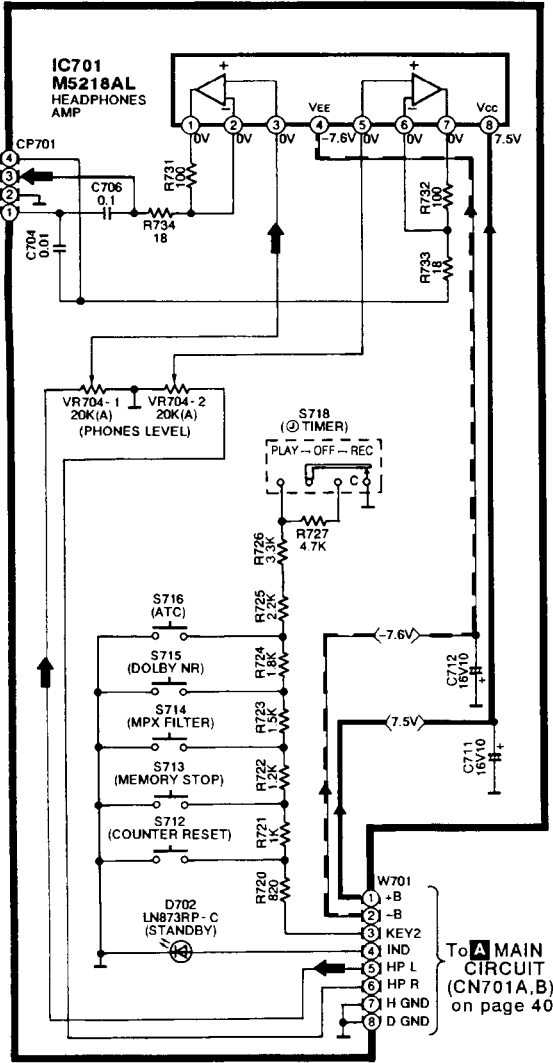 IC701
M5218AL
HEADPHONES
AMP
+
−
+
−
VEE
VCC
1 2 3 4 5 6 7 8
0V 0V 0V −7.6V 0V 0V 0V 7.5V
CP701
4
3
2
1
C706
0.1
R731
100
R734
18
C704
0.01
R732
100
R733
18
VR704-1
20K(A)
VR704-2
20K(A)
(PHONES LEVEL)
S718
(TIMER)
PLAY–OFF–REC
C
R727
4.7K
R726
3.3K
R725
2.2K
S716
(ATC)
R724
1.8K
S715
(DOLBY NR)
R723
1.5K
S714
(MPX FILTER)
R722
1.2K
S713
(MEMORY STOP)
R721
1K
S712
(COUNTER RESET)
R720
820
D702
LN873RP-C
(STANDBY)
(−7.6V)
C712
16V10
+
(7.5V)
C711
16V10
+
W701
1 +B
2 −B
3 KEY2
4 IND
5 HP L
6 HP R
7 H GND
8 D GND
To A MAIN
CIRCUIT
(CN701A,B)
on page 40